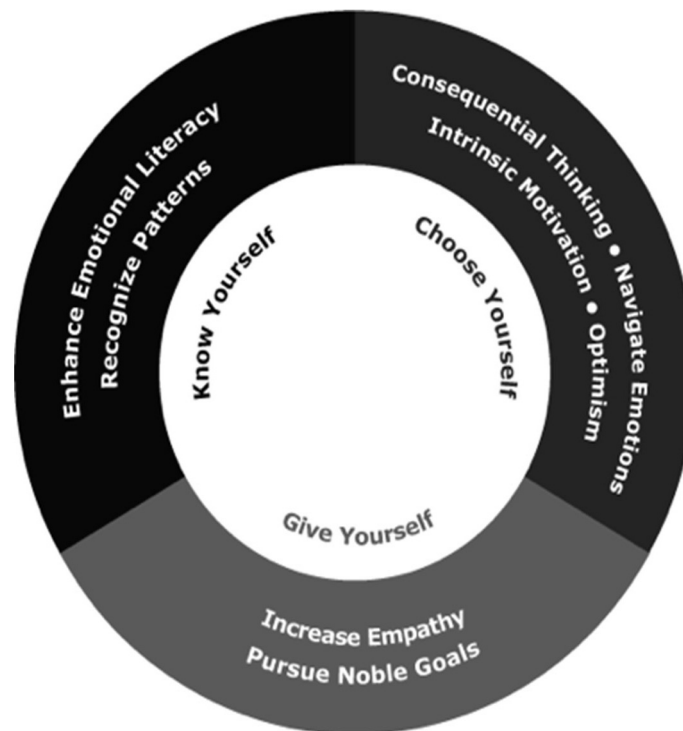 Enhance Emotional Literacy
Recognize Patterns
Know Yourself
Consequential Thinking ● Navigate Emotions
Intrinsic Motivation ● Optimism
Choose Yourself
Give Yourself
Increase Empathy
Pursue Noble Goals